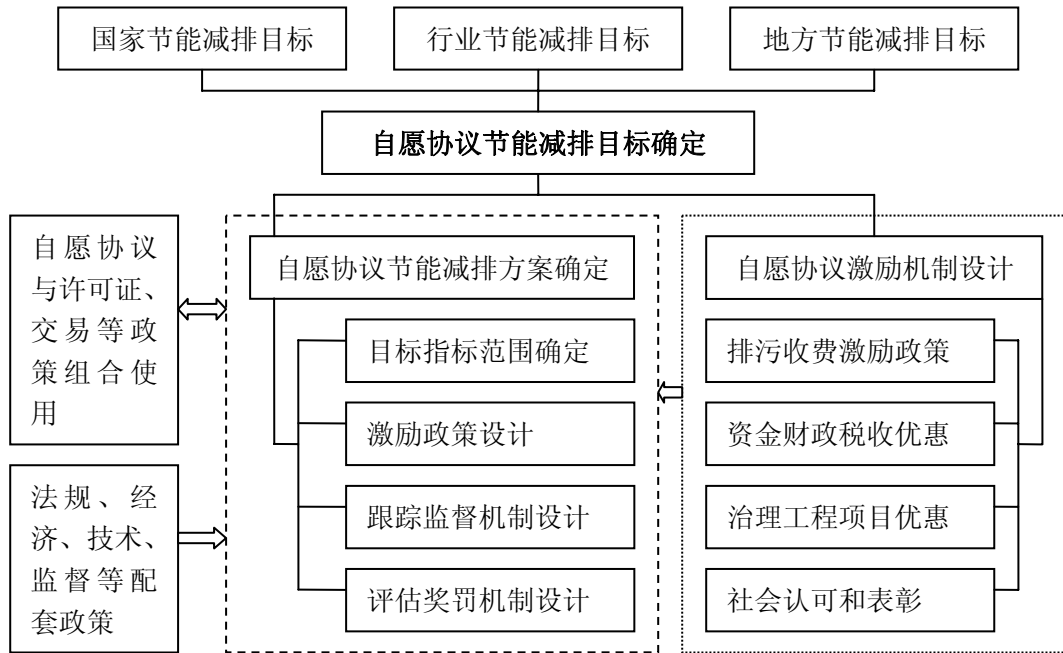 国家节能减排目标
行业节能减排目标
地方节能减排目标
自愿协议节能减排目标确定
自愿协议
与许可证、
交易等政
策组合使
用
法规、经
济、技术、
监督等配
套政策
自愿协议节能减排方案确定
目标指标范围确定
激励政策设计
跟踪监督机制设计
评估奖罚机制设计
自愿协议激励机制设计
排污收费激励政策
资金财政税收优惠
治理工程项目优惠
社会认可和表彰